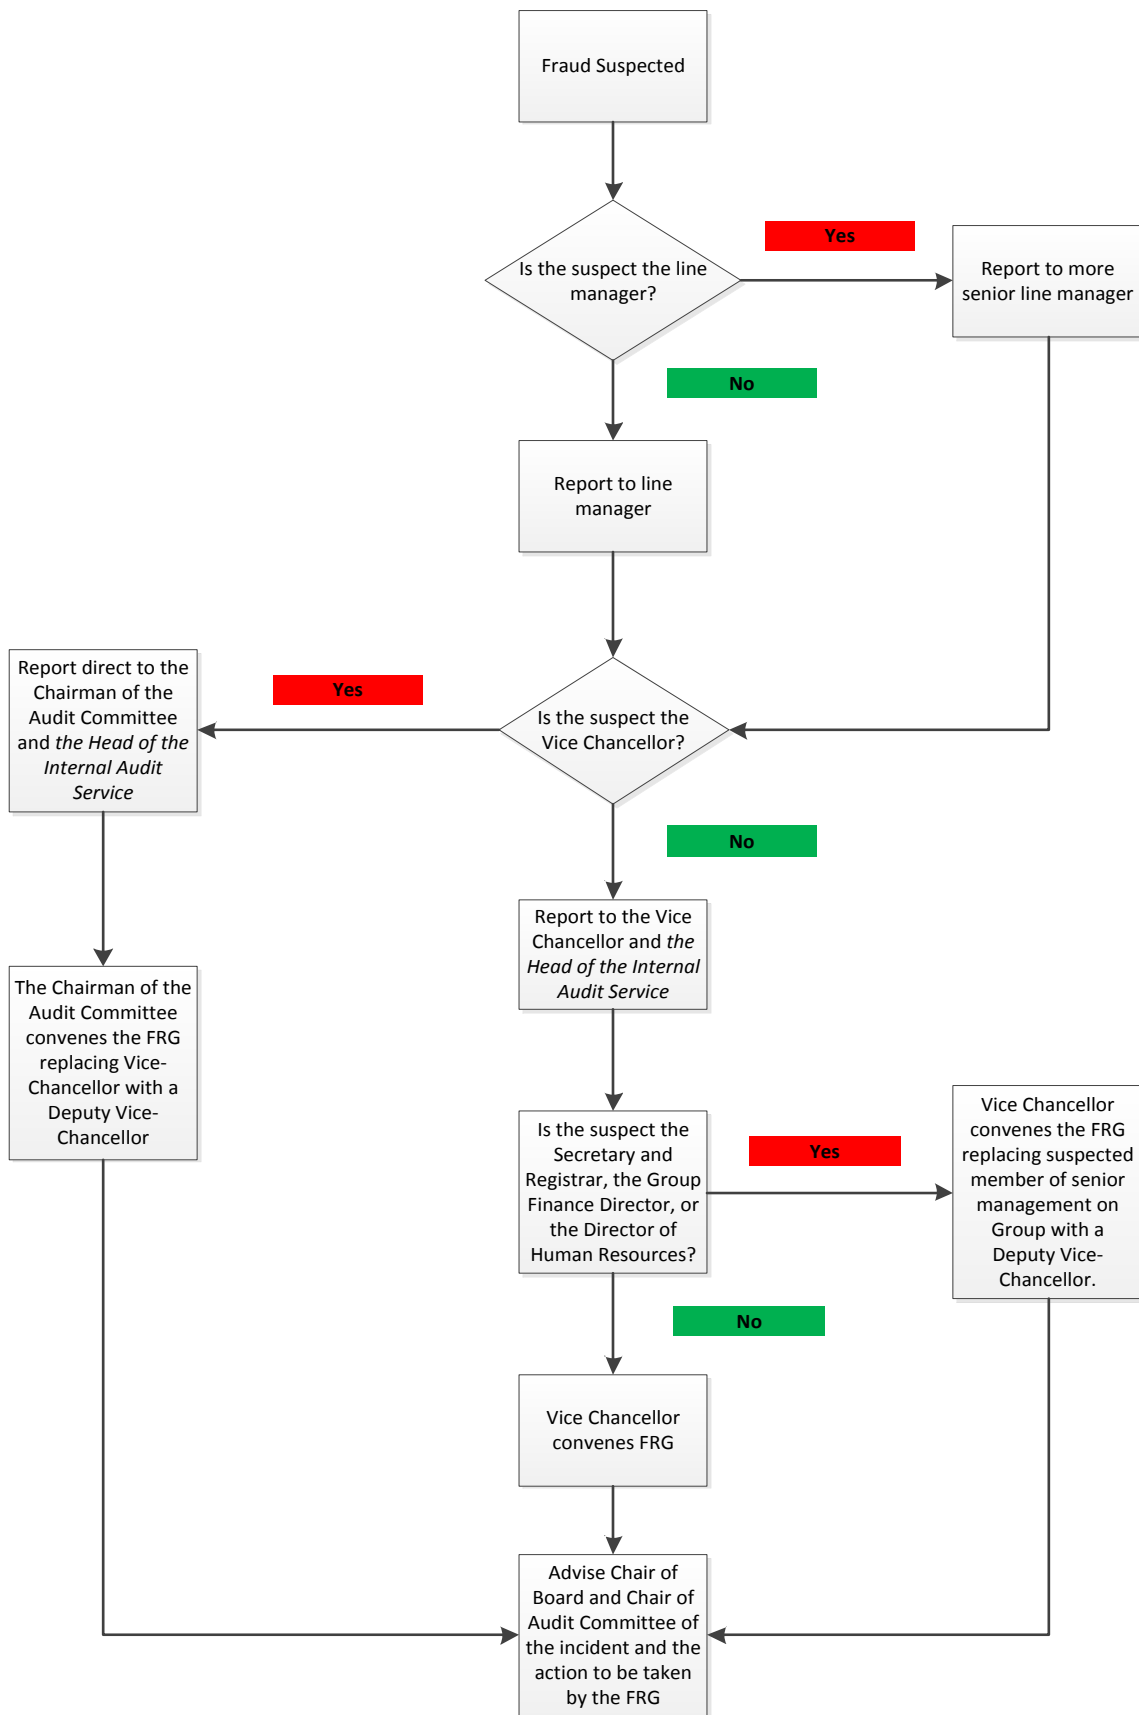 Fraud Suspected
Is the suspect the line
manager?
Yes
Report to more
senior line manager
No
Report to line
manager
Report direct to the
Chairman of the
Audit Committee
and the Head of the
Internal Audit
Service
Yes
Is the suspect the
Vice Chancellor?
No
Report to the Vice
Chancellor and the
Head of the Internal
Audit Service
The Chairman of the
Audit Committee
convenes the FRG
replacing Vice-
Chancellor with a
Deputy Vice-
Chancellor
Is the suspect the
Secretary and
Registrar, the Group
Finance Director, or
the Director of
Human Resources?
Yes
Vice Chancellor
convenes the FRG
replacing suspected
member of senior
management on
Group with a
Deputy Vice-
Chancellor.
No
Vice Chancellor
convenes FRG
Advise Chair of
Board and Chair of
Audit Committee of
the incident and the
action to be taken
by the FRG